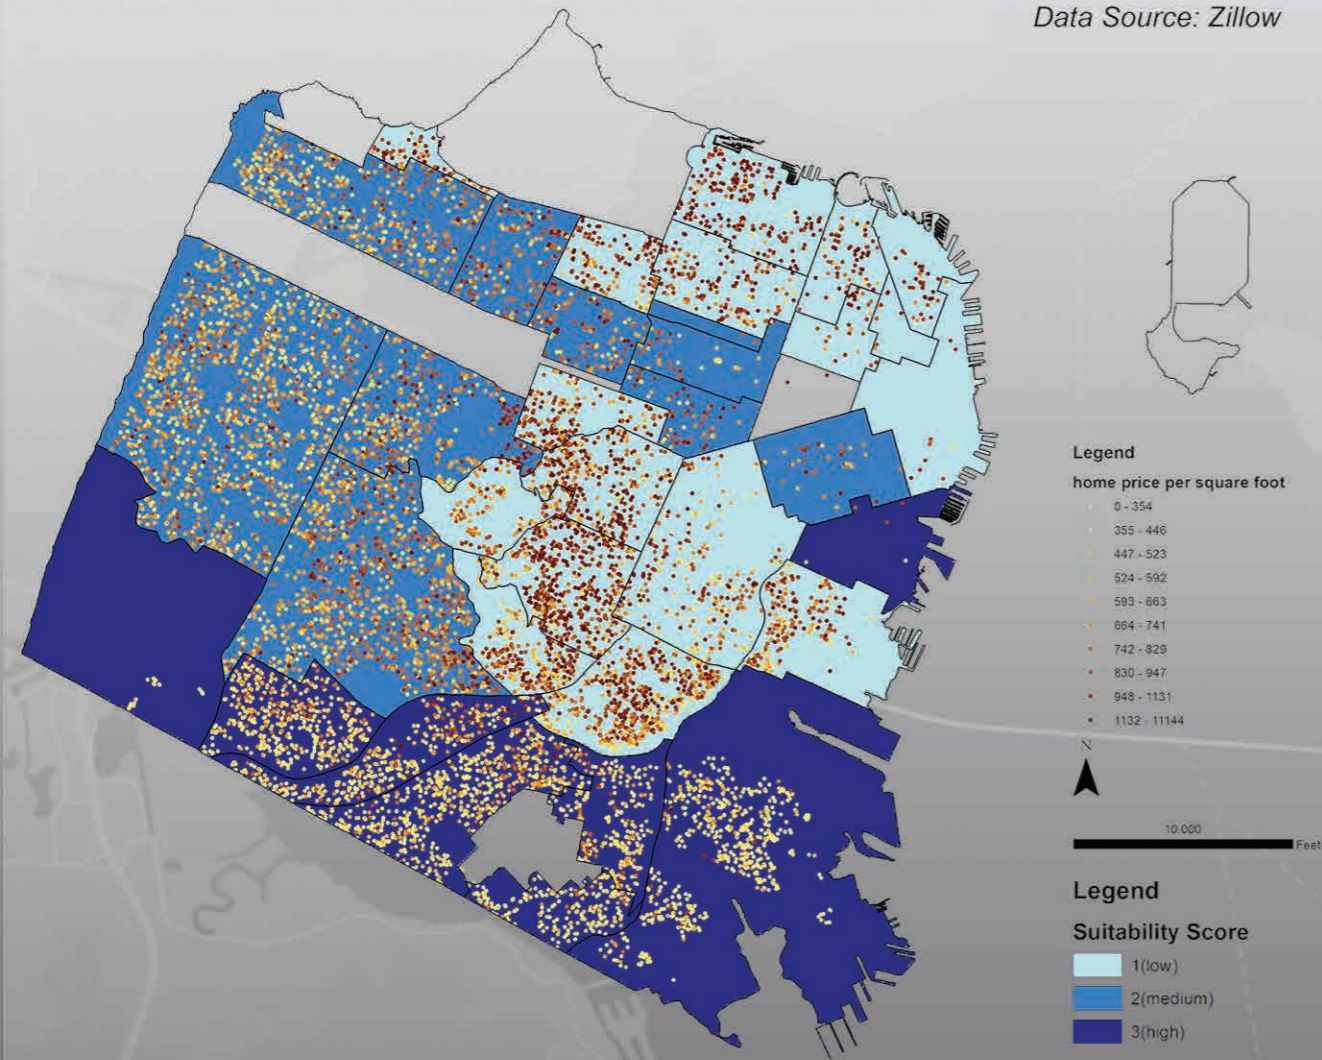 Data Source: Zillow
Legend
home price per square foot
0 - 354
355 - 446
447 - 523
524 - 592
593 - 663
664 - 741
742 - 829
830 - 947
948 - 1131
1132 - 11144
N
10,000
Feet
Legend
Suitability Score
1(low)
2(medium)
3(high)